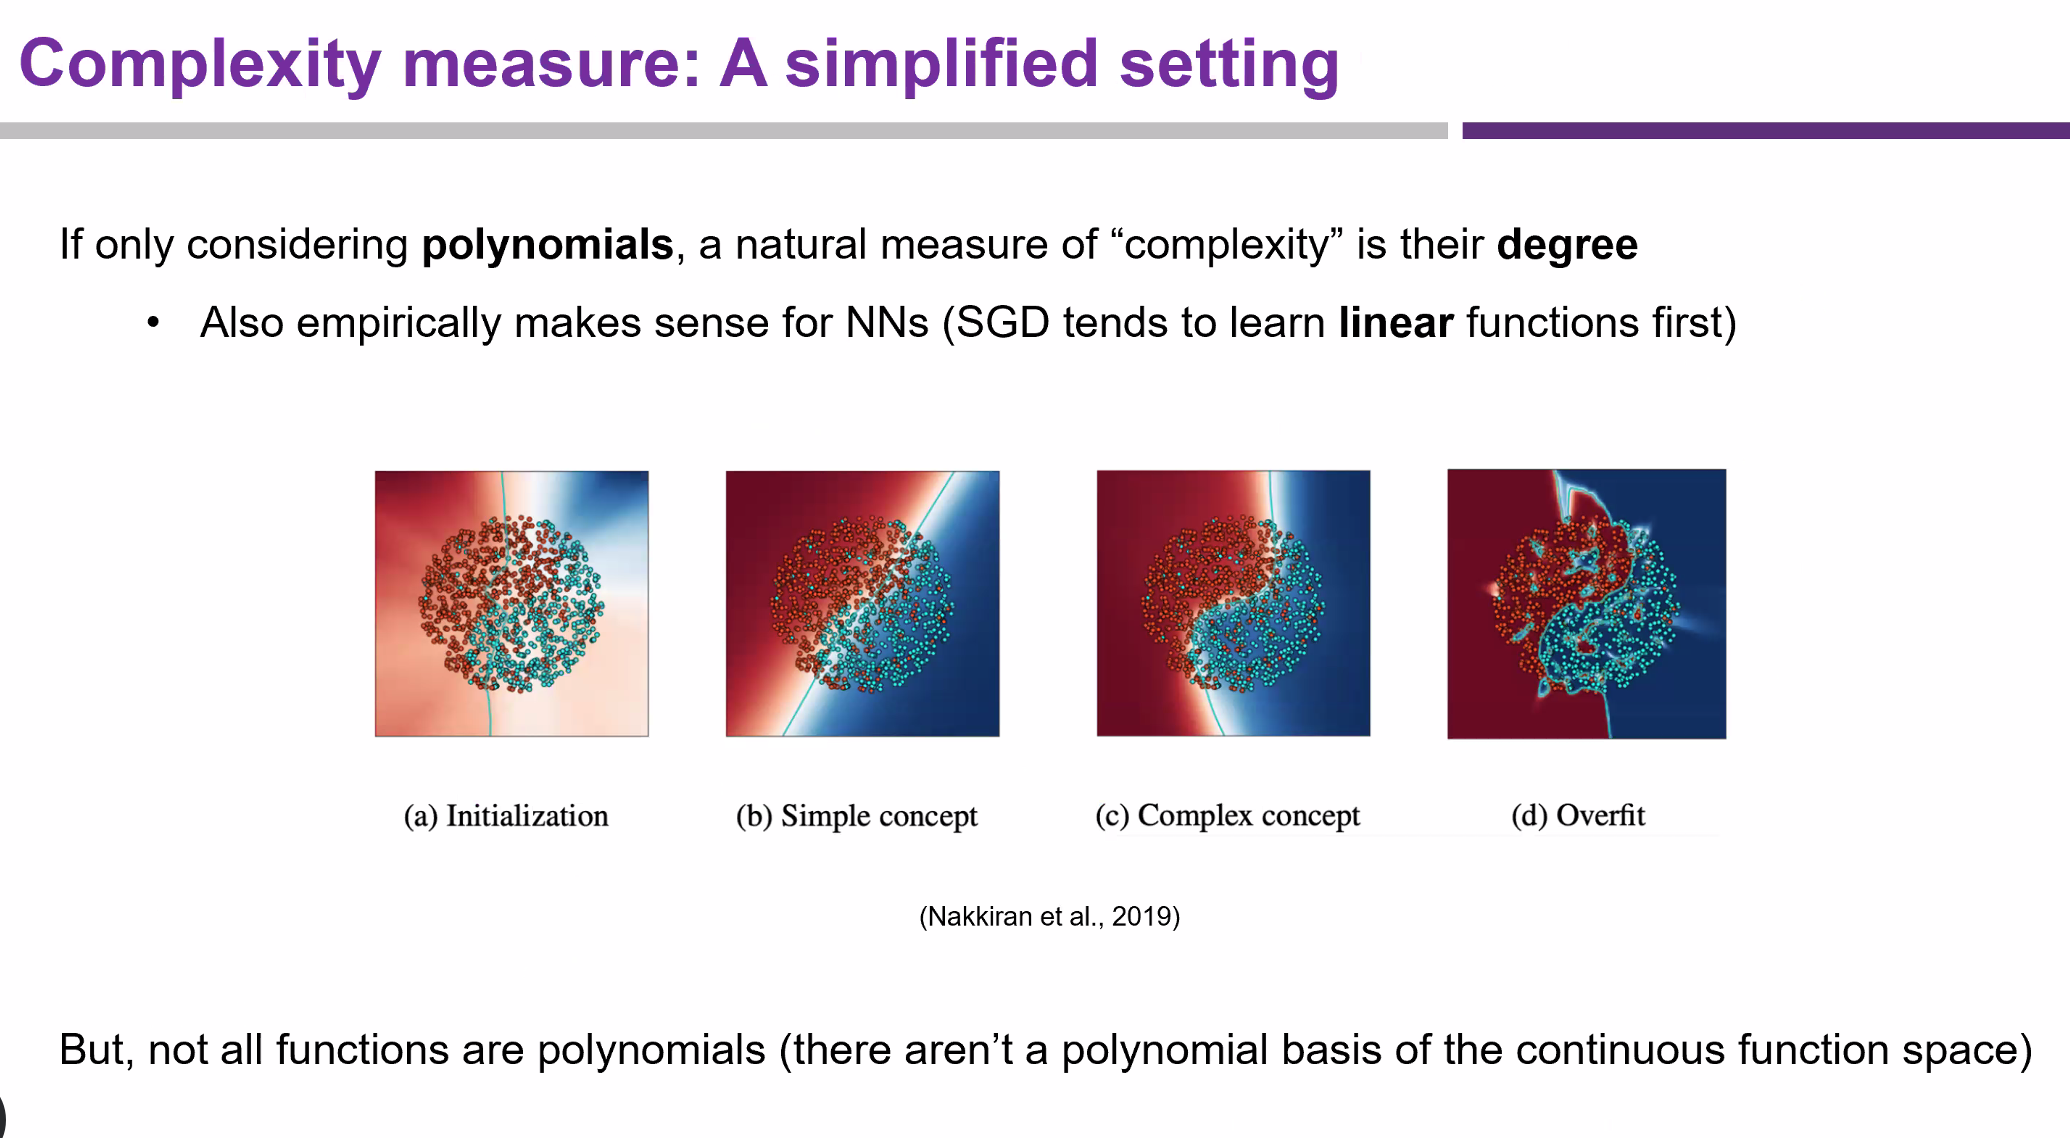 Complexity measure: A simplified setting
If only considering polynomials, a natural measure of “complexity” is their degree
• Also empirically makes sense for NNs (SGD tends to learn linear functions first)
(a) Initialization
(b) Simple concept
(c) Complex concept
(d) Overfit
(Nakkiran et al., 2019)
But, not all functions are polynomials (there aren’t a polynomial basis of the continuous function space)